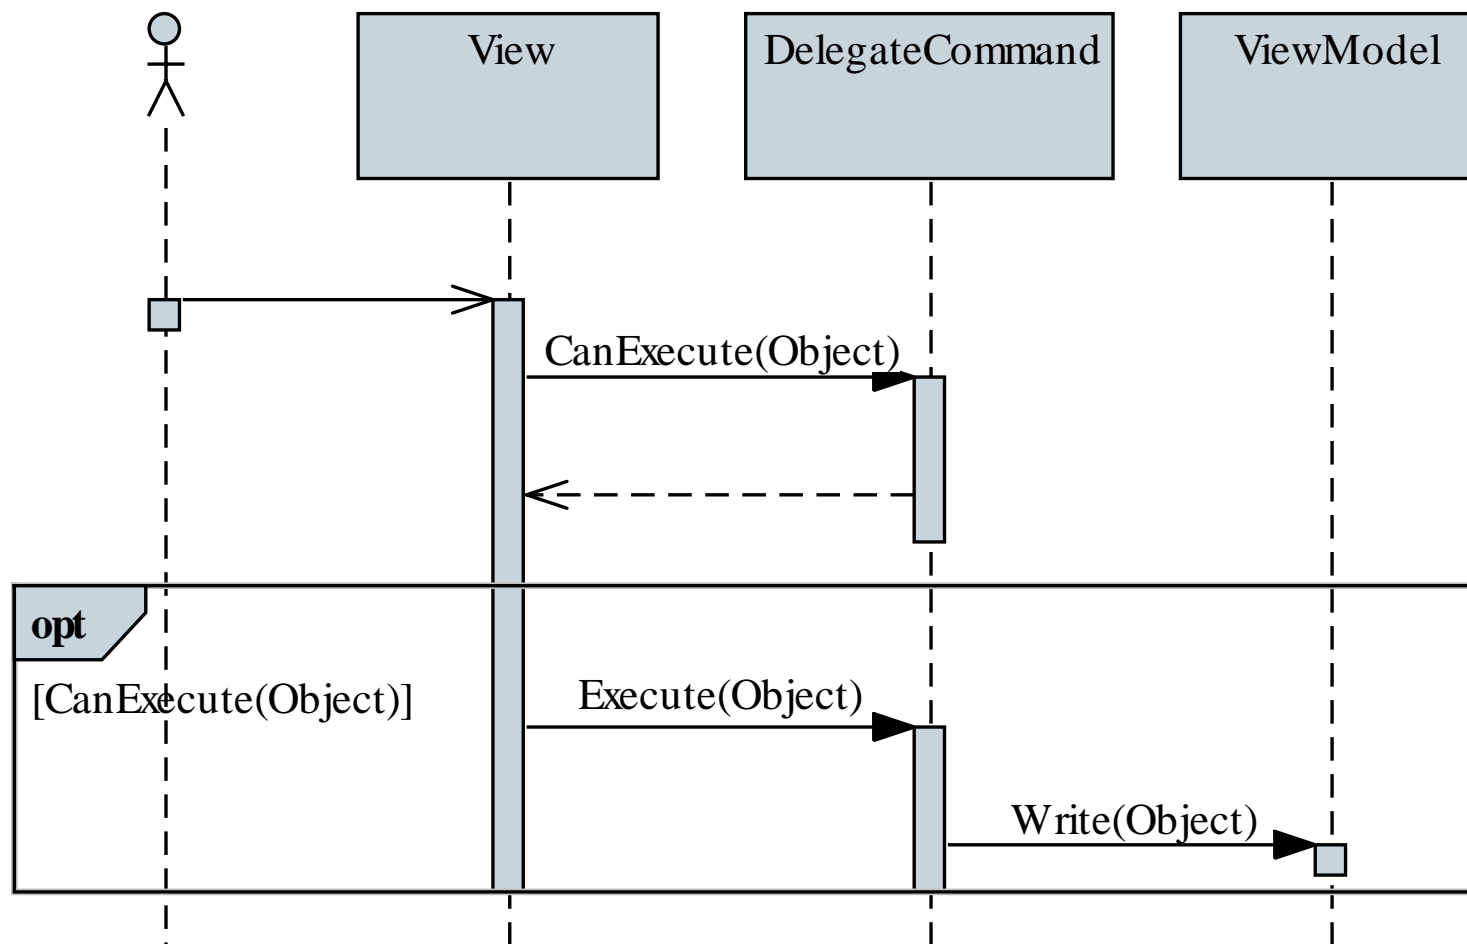 View
DelegateCommand
ViewModel
CanExecute(Object)
opt
[CanExecute(Object)]
Execute(Object)
Write(Object)